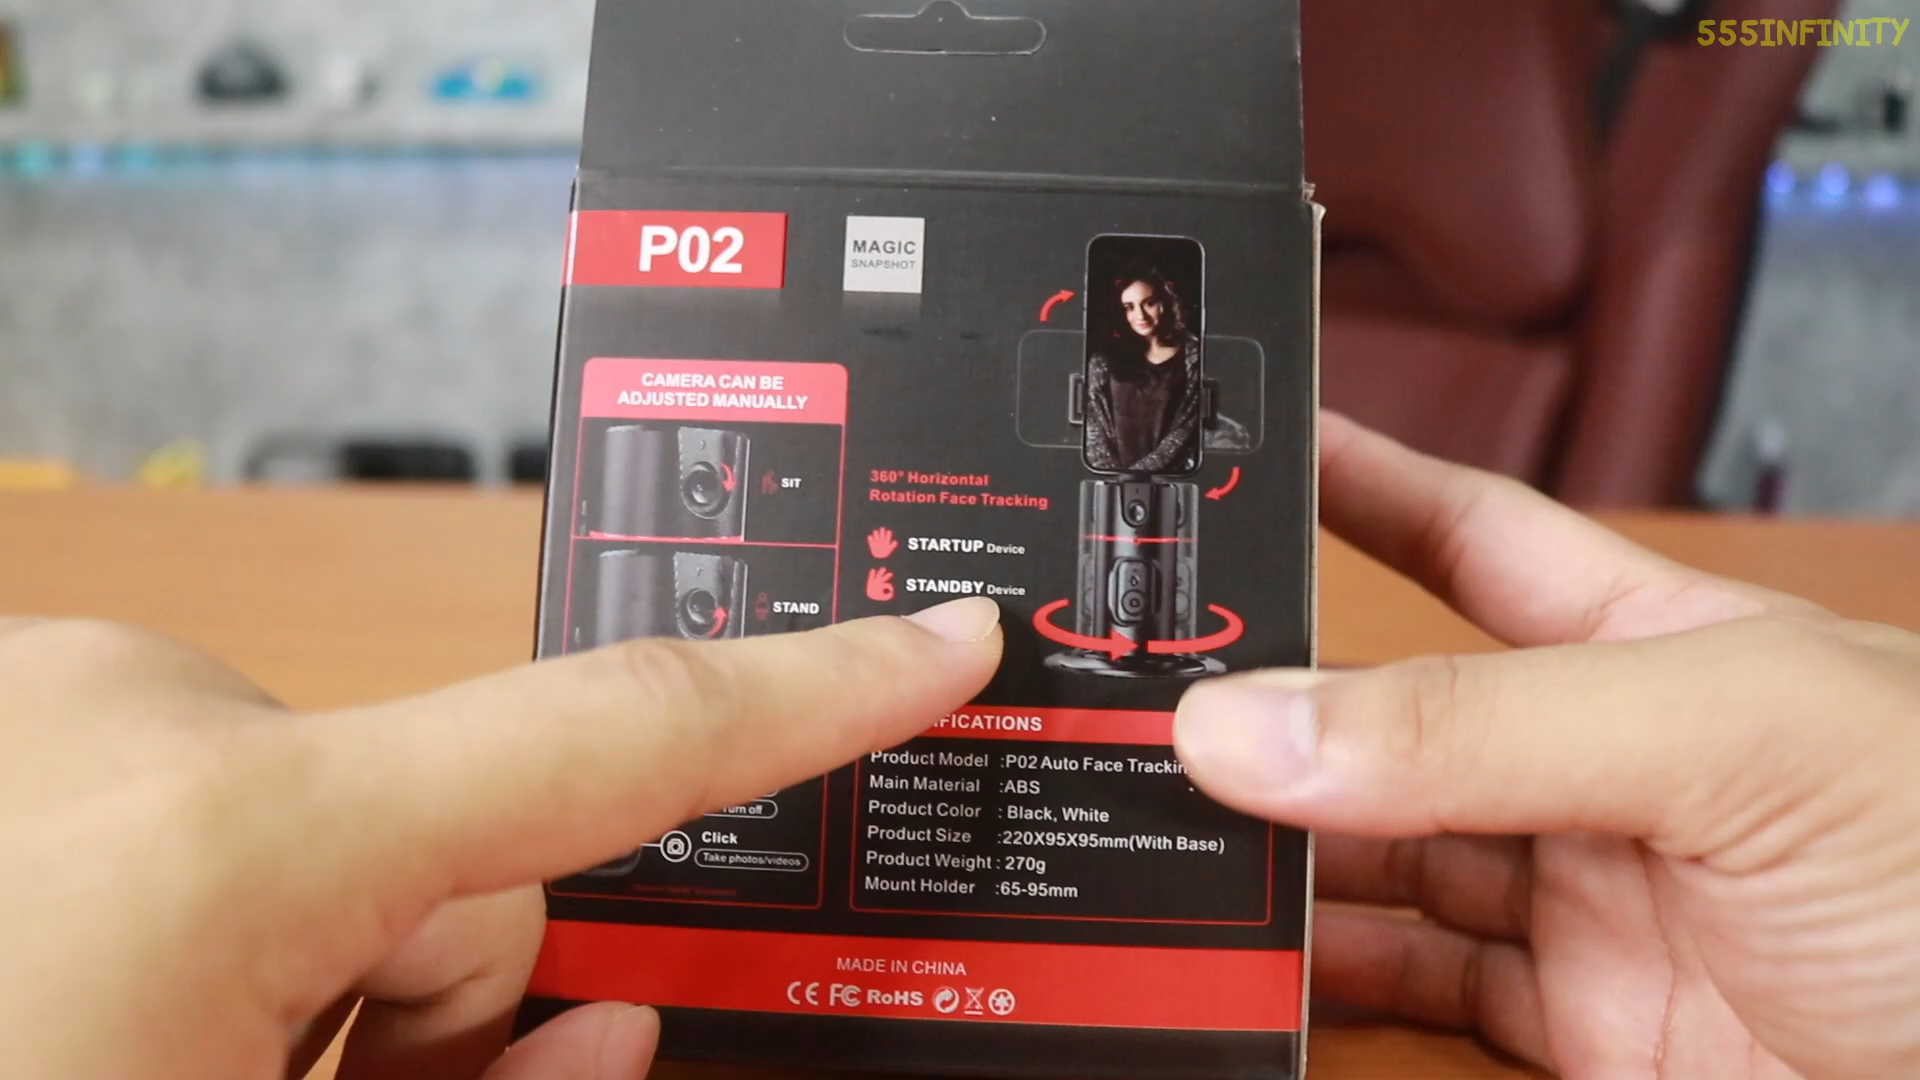 555INFINITY
P02
MAGIC
SNAPSHOT
CAMERA CAN BE
ADJUSTED MANUALLY
SIT
STAND
360° Horizontal
Rotation Face Tracking
STARTUP Device
STANDBY Device
Turn off
Click
Take photos/videos
Product Model :P02 Auto Face
Main Material :ABS
Product Color : Black, White
Product Size :220X95X95mm(With Base)
Product Weight : 270g
Mount Holder :65-95mm
MADE IN CHINA
CE FC RoHS